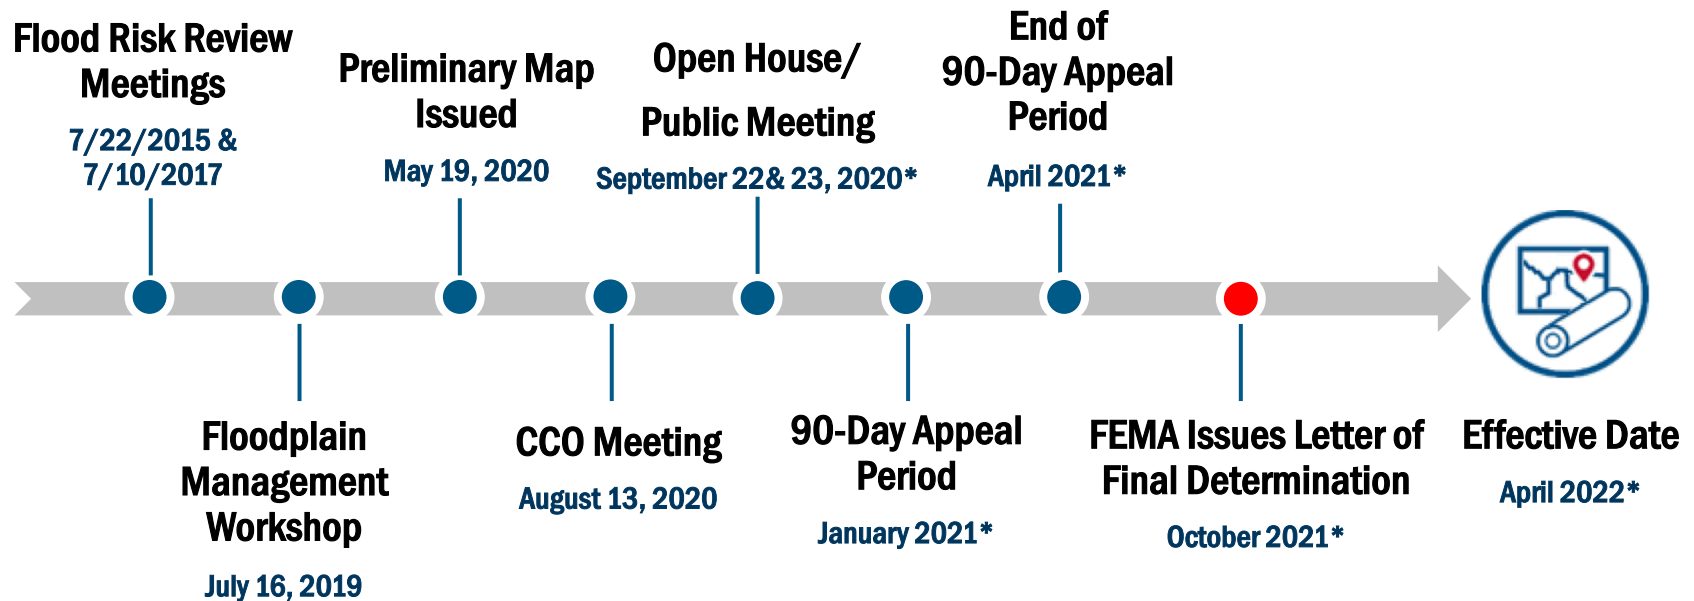 Flood Risk Review
Meetings
7/22/2015 &
7/10/2017
Floodplain
Management
Workshop
July 16, 2019
Preliminary Map
Issued
May 19, 2020
CCO Meeting
August 13, 2020
Open House/
Public Meeting
September 22& 23, 2020*
90-Day Appeal
Period
January 2021*
End of
90-Day Appeal
Period
April 2021*
FEMA Issues Letter of
Final Determination
October 2021*
Effective Date
April 2022*